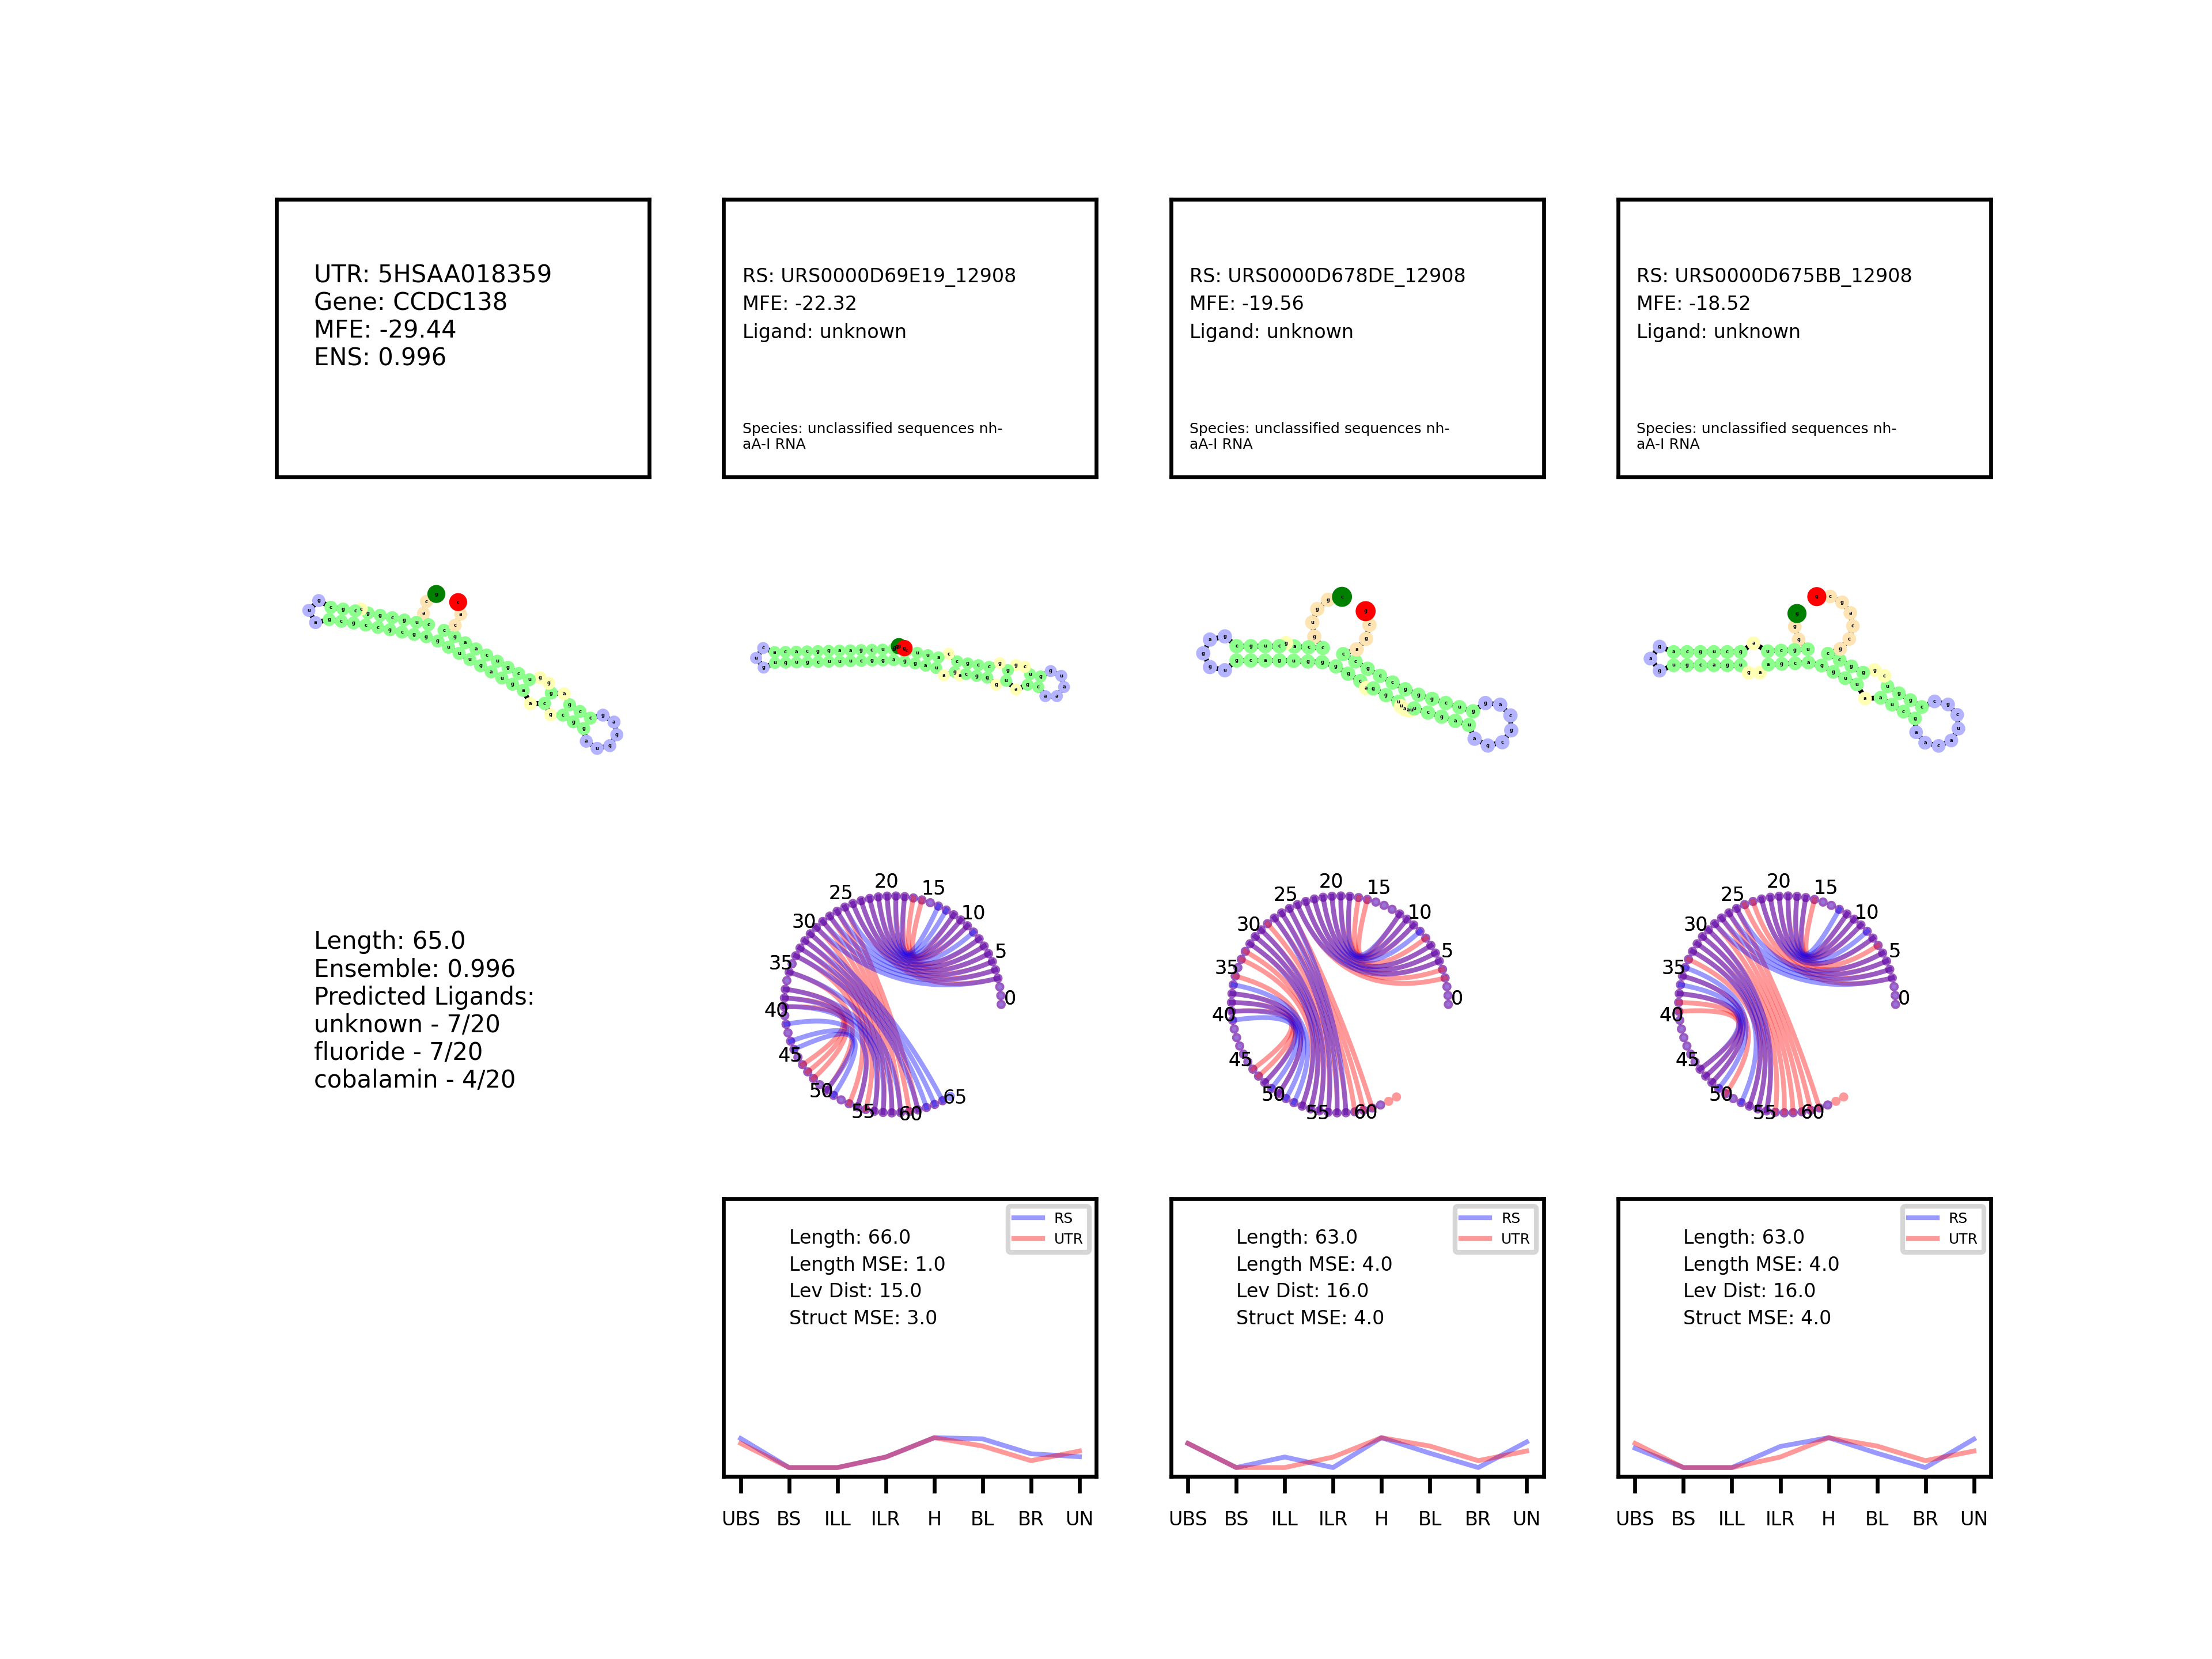 UTR: 5HSAA018359
Gene: CCDC138
MFE: -29.44
ENS: 0.996
RS: URS0000D69E19_12908
MFE: -22.32
Ligand: unknown
Species: unclassified sequences nh-
aA-I RNA
RS: URS0000D678DE_12908
MFE: -19.56
Ligand: unknown
Species: unclassified sequences nh-
aA-I RNA
RS: URS0000D675BB_12908
MFE: -18.52
Ligand: unknown
Species: unclassified sequences nh-
aA-I RNA
Length: 65.0
Ensemble: 0.996
Predicted Ligands:
unknown - 7/20
fluoride - 7/20
cobalamin - 4/20
0
5
10
15
20
25
30
35
40
45
50
55
60
65
0
5
10
15
20
25
30
35
40
45
50
55
60
0
5
10
15
20
25
30
35
40
45
50
55
60
Length: 66.0
Length MSE: 1.0
Lev Dist: 15.0
Struct MSE: 3.0
RS
UTR
UBS BS ILL ILR H BL BR UN
Length: 63.0
Length MSE: 4.0
Lev Dist: 16.0
Struct MSE: 4.0
RS
UTR
UBS BS ILL ILR H BL BR UN
Length: 63.0
Length MSE: 4.0
Lev Dist: 16.0
Struct MSE: 4.0
RS
UTR
UBS BS ILL ILR H BL BR UN